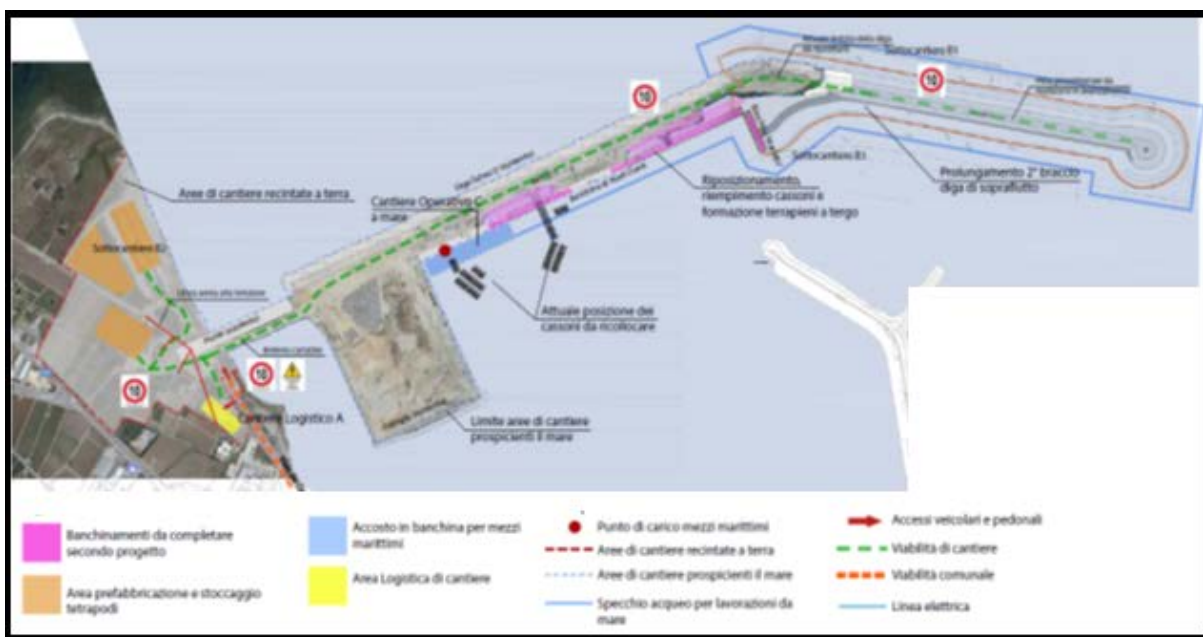 Sottocantiere B1
10
10
Aree di cantiere recintate a terra
Riposizionamento,
riempimento cassoni e
formazione terrapieni a tergo
Sottocantiere B3
Prolungamento 2° braccio
diga di sopraflutto
Cantiere Operativo C
a mare
Sottocantiere B2
Attuale posizione dei
cassoni da ricollocare
10
10
Cantiere Logistico A
Limite aree di cantiere
prospicienti il mare
Banchinamenti da completare
secondo progetto
Area prefabbricazione e stoccaggio
tetrapodi
Accosto in banchina per mezzi
marittimi
Area Logistica di cantiere
Punto di carico mezzi marittimi
Aree di cantiere recintate a terra
Aree di cantiere prospicienti il mare
Specchio acqueo per lavorazioni da
mare
Accessi veicolari e pedonali
Viabilità di cantiere
Viabilità comunale
Linea elettrica